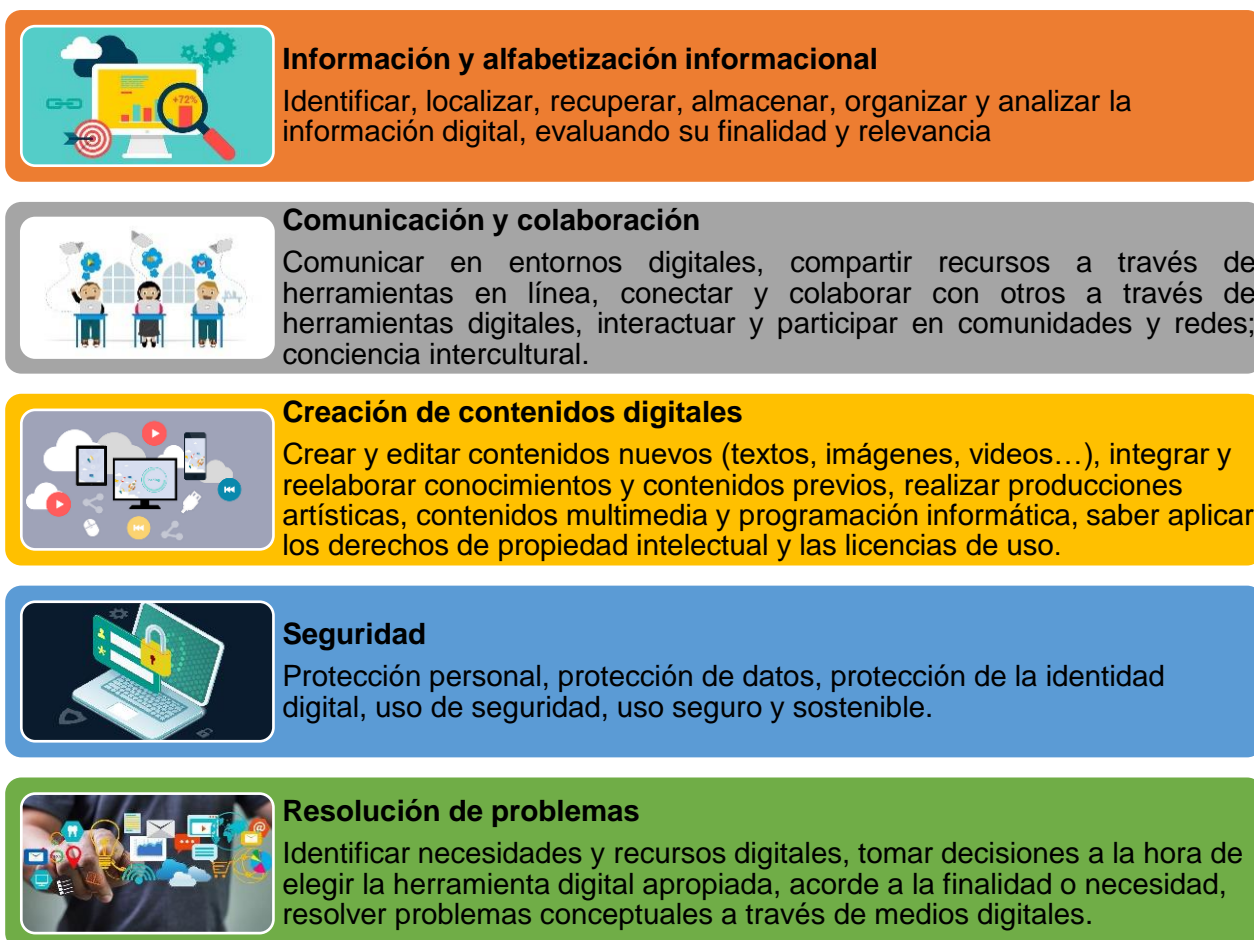 Información y alfabetización informacional
Identificar, localizar, recuperar, almacenar, organizar y analizar la
información digital, evaluando su finalidad y relevancia
+72%
Comunicación y colaboración
Comunicar en entornos digitales, compartir recursos a través de
herramientas en línea, conectar y colaborar con otros a través de
herramientas digitales, interactuar y participar en comunidades y redes;
conciencia intercultural.
Creación de contenidos digitales
Crear y editar contenidos nuevos (textos, imágenes, videos…), integrar y
reelaborar conocimientos y contenidos previos, realizar producciones
artísticas, contenidos multimedia y programación informática, saber aplicar
los derechos de propiedad intelectual y las licencias de uso.
Seguridad
Protección personal, protección de datos, protección de la identidad
digital, uso de seguridad, uso seguro y sostenible.
Resolución de problemas
Identificar necesidades y recursos digitales, tomar decisiones a la hora de
elegir la herramienta digital apropiada, acorde a la finalidad o necesidad,
resolver problemas conceptuales a través de medios digitales.